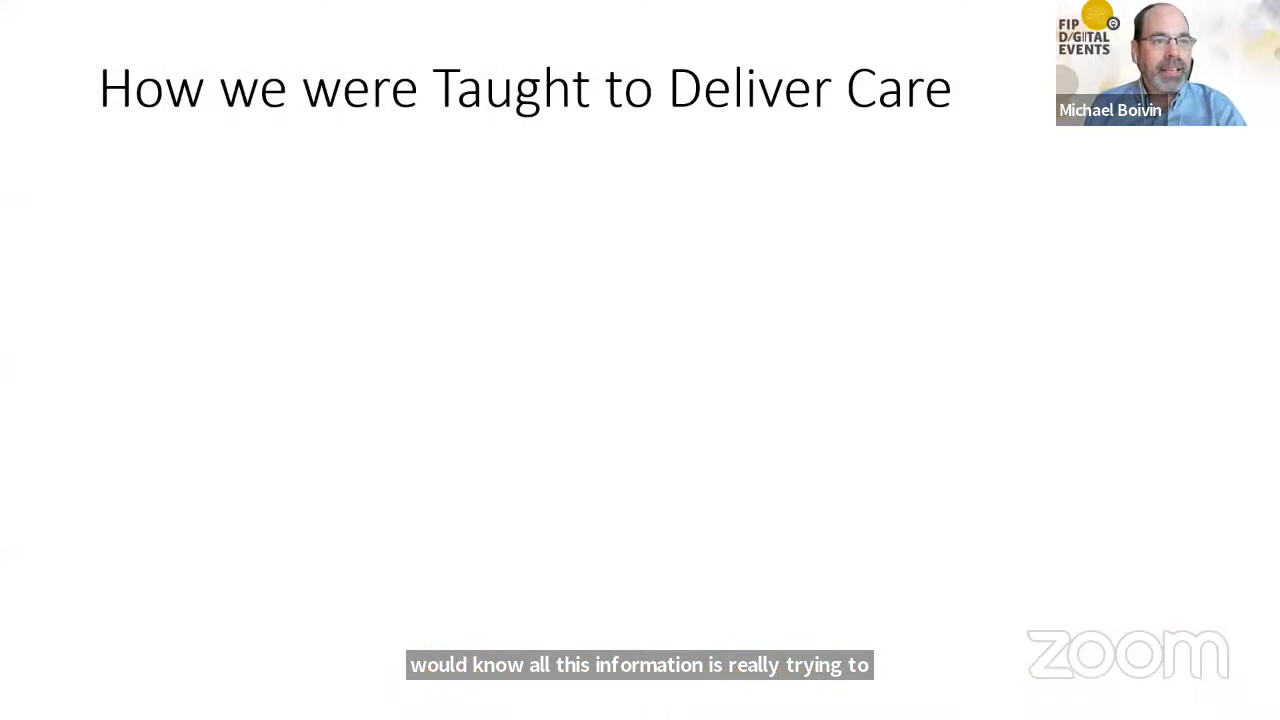 How we were Taught to Deliver Care
FIP
D/GITAL
EVENTS
Michael Boivin
would know all this information is really trying to
zoom